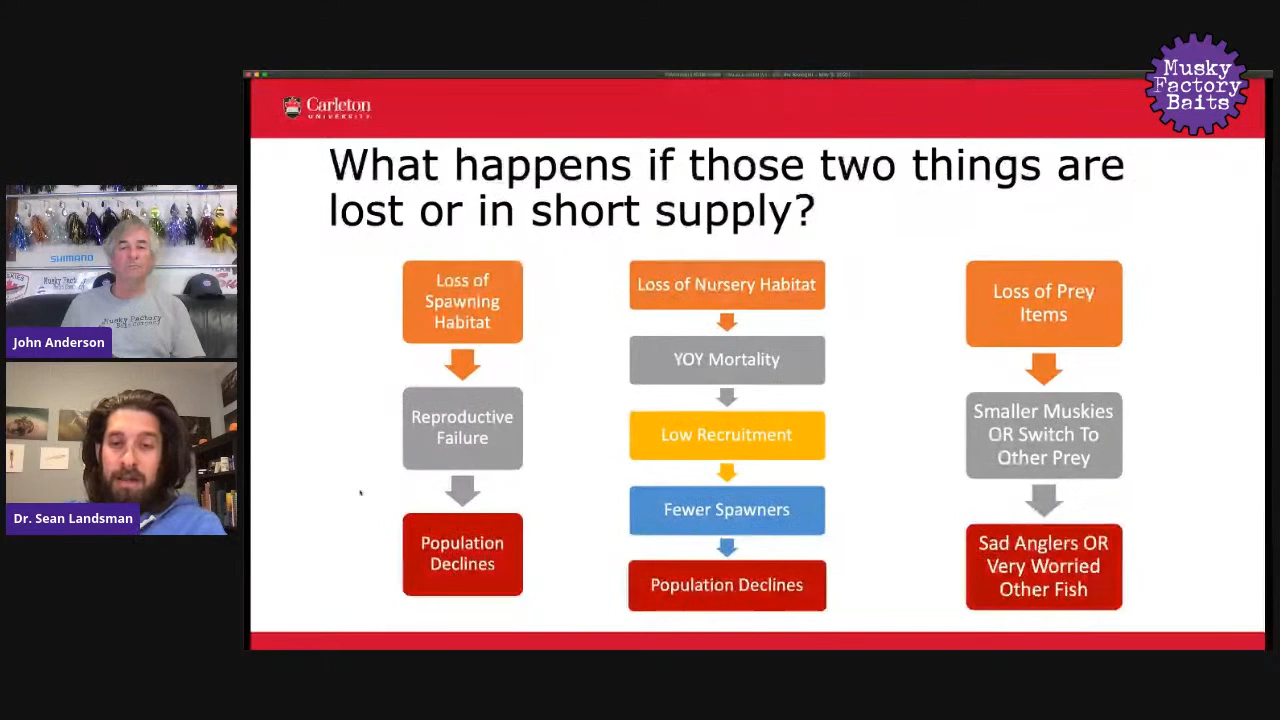 Musky
Factory
Baits
Carleton
UNIVERSITY
What happens if those two things are
lost or in short supply?
Loss of
Spawning
Habitat
Reproductive
Failure
Population
Declines
Loss of Nursery Habitat
YOY Mortality
Low Recruitment
Fewer Spawners
Population Declines
Loss of Prey
Items
Smaller Muskies
OR Switch To
Other Prey
Sad Anglers OR
Very Worried
Other Fish
SHIMANO
Musky Factory
John Anderson
Dr. Sean Landsman